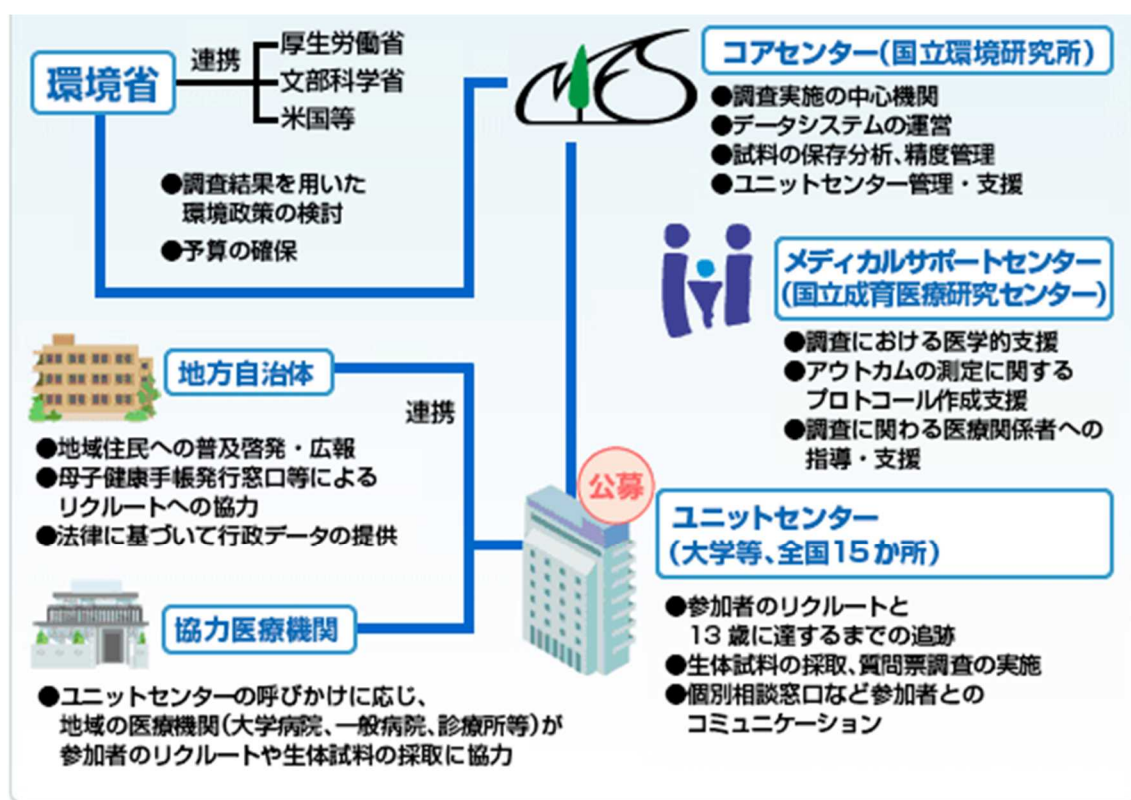 環境省
連携
厚生労働省
文部科学省
米国等
●調査結果を用いた
環境政策の検討
●予算の確保
コアセンター(国立環境研究所)
●調査実施の中心機関
●データシステムの運営
●試料の保存分析、精度管理
●ユニットセンター管理・支援
メディカルサポートセンター
(国立成育医療研究センター)
●調査における医学的支援
●アウトカムの測定に関する
プロトコール作成支援
●調査に関わる医療関係者への
指導・支援
地方自治体
連携
●地域住民への普及啓発・広報
●母子健康手帳発行窓口等による
リクルートへの協力
●法律に基づいて行政データの提供
協力医療機関
●ユニットセンターの呼びかけに応じ、
地域の医療機関(大学病院、一般病院、診療所等)が
参加者のリクルートや生体試料の採取に協力
公募
ユニットセンター
(大学等、全国15か所)
●参加者のリクルートと
13歳に達するまでの追跡
●生体試料の採取、質問票調査の実施
●個別相談窓口など参加者との
コミュニケーション